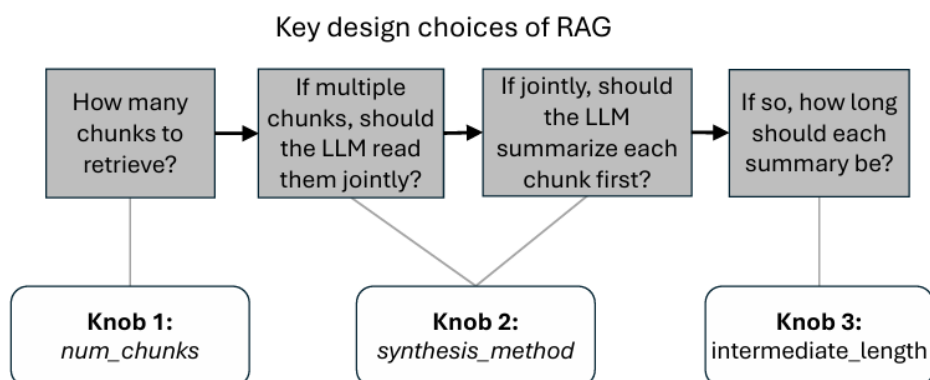 Key design choices of RAG
How many
chunks to
retrieve?
If multiple
chunks, should
the LLM read
them jointly?
If jointly, should
the LLM
summarize each
chunk first?
If so, how long
should each
summary be?
Knob 1:
num_chunks
Knob 2:
synthesis_method
Knob 3:
intermediate_length